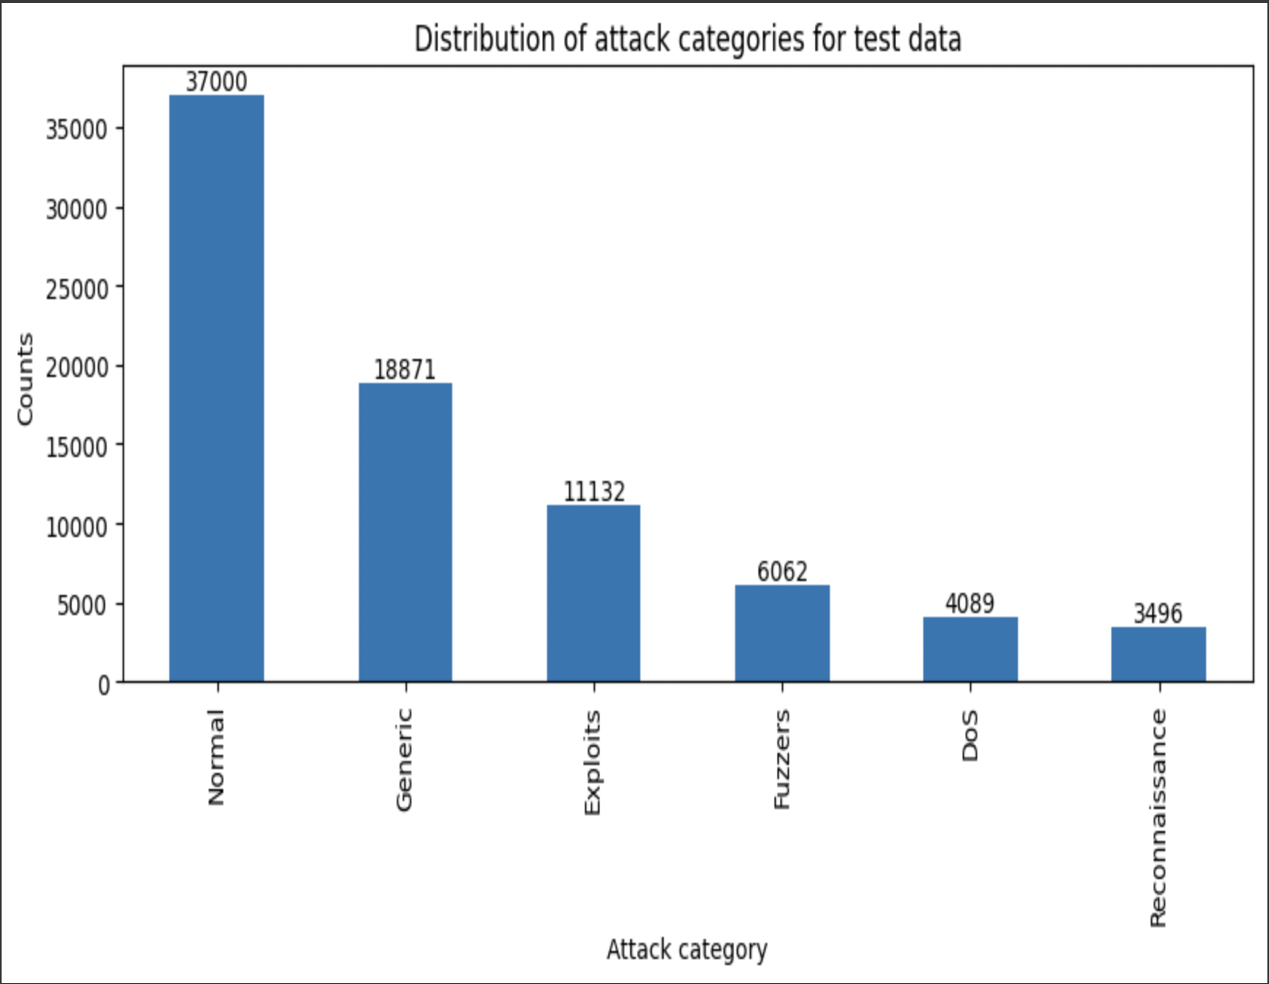 Distribution of attack categories for test data
37000
35000
30000
25000
20000
15000
10000
5000
0
Counts
18871
11132
6062
4089
3496
Normal
Generic
Exploits
Fuzzers
DoS
Reconnaissance
Attack category